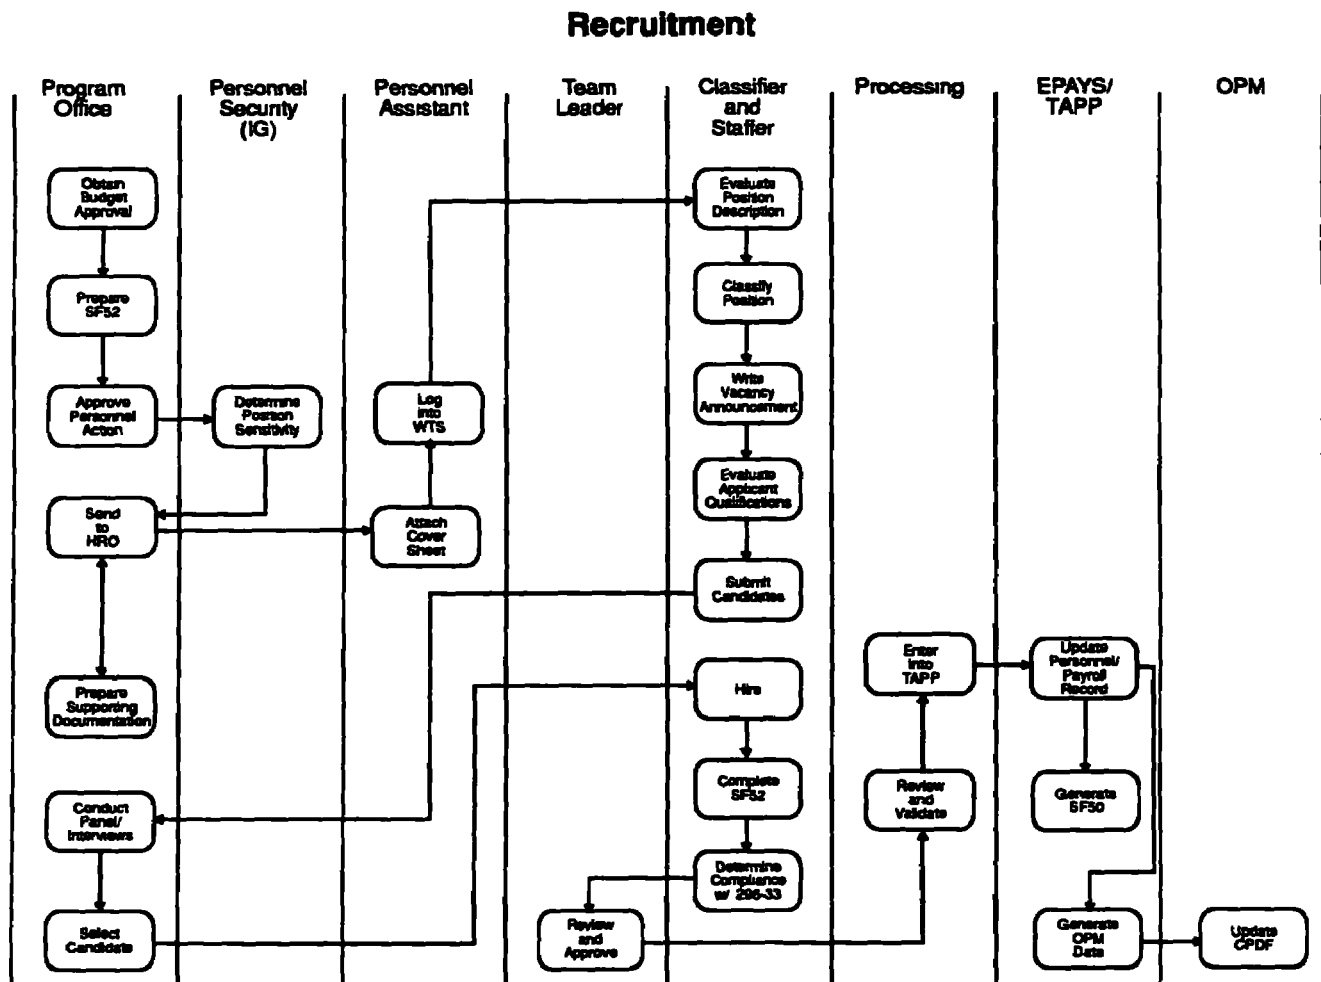 Recruitment
Program
Office
Personnel
Security
(IG)
Personnel
Assistant
Team
Leader
Classifier
and
Staffer
Processing
EPAYS/
TAPP
OPM
Obtain
Budget
Approval
Prepare
SF52
Approve
Personnel
Action
Send
to
HRO
Prepare
Supporting
Documentation
Conduct
Panel/
Interviews
Select
Candidate
Determine
Position
Sensitivity
Log
into
WTS
Attach
Cover
Sheet
Review
and
Approve
Evaluate
Position
Description
Classify
Position
Write
Vacancy
Announcement
Evaluate
Applicant
Qualifications
Submit
Candidates
Hire
Complete
SF52
Determine
Compliance
w/ 296-33
Enter
into
TAPP
Review
and
Validate
Update
Personnel/
Payroll
Record
Generate
SF50
Generate
OPM
Data
Update
CPDF